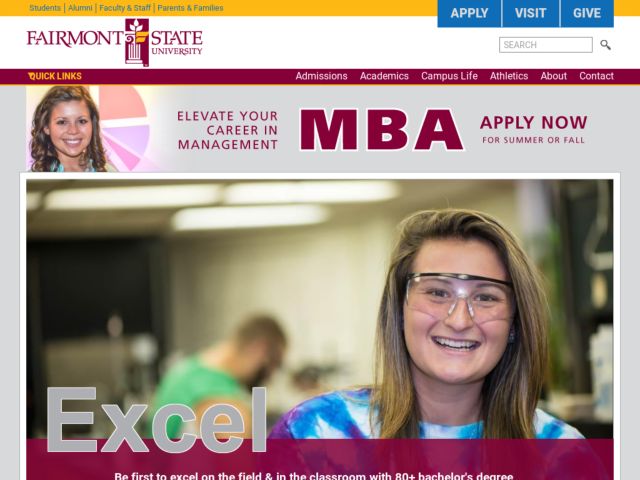 Students | Alumni | Faculty & Staff | Parents & Families
APPLY VISIT GIVE
FAIRMONT STATE
UNIVERSITY
SEARCH
QUICK LINKS
Admissions Academics Campus Life Athletics About Contact
ELEVATE YOUR
CAREER IN
MANAGEMENT
MBA
APPLY NOW
FOR SUMMER OR FALL
Excel
Be first to excel on the field & in the classroom with 80+ bachelor's degree